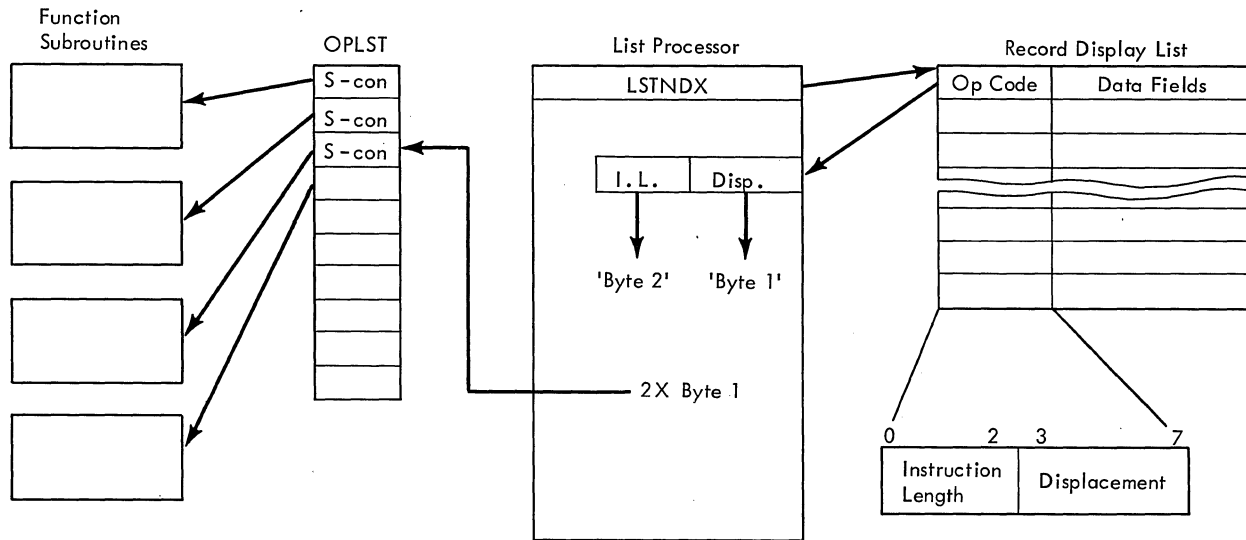 Function
Subroutines
OPLST
List Processor
Record Display List
S-con
S-con
S-con
LSTNDX
Op Code
Data Fields
I.L.
Disp.
'Byte 2'
'Byte 1'
2X Byte 1
0
2
3
7
Instruction
Length
Displacement